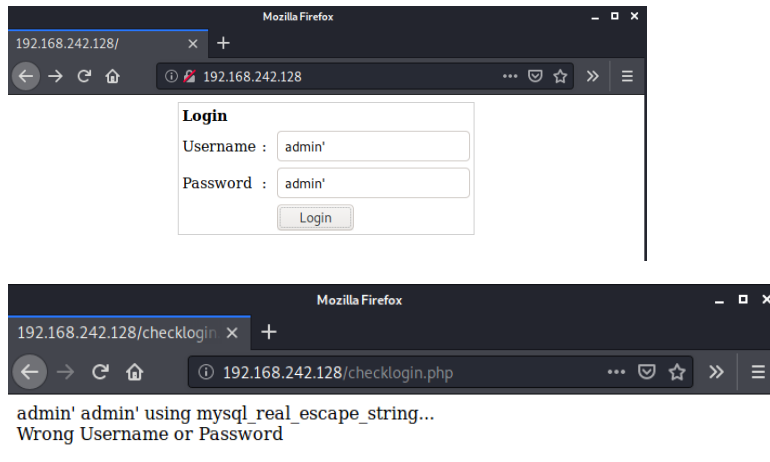 Mozilla Firefox
192.168.242.128/
192.168.242.128
Login
Username : admin'
Password : admin'
Login
Mozilla Firefox
192.168.242.128/checklogin
192.168.242.128/checklogin.php
admin' admin' using mysql_real_escape_string...
Wrong Username or Password